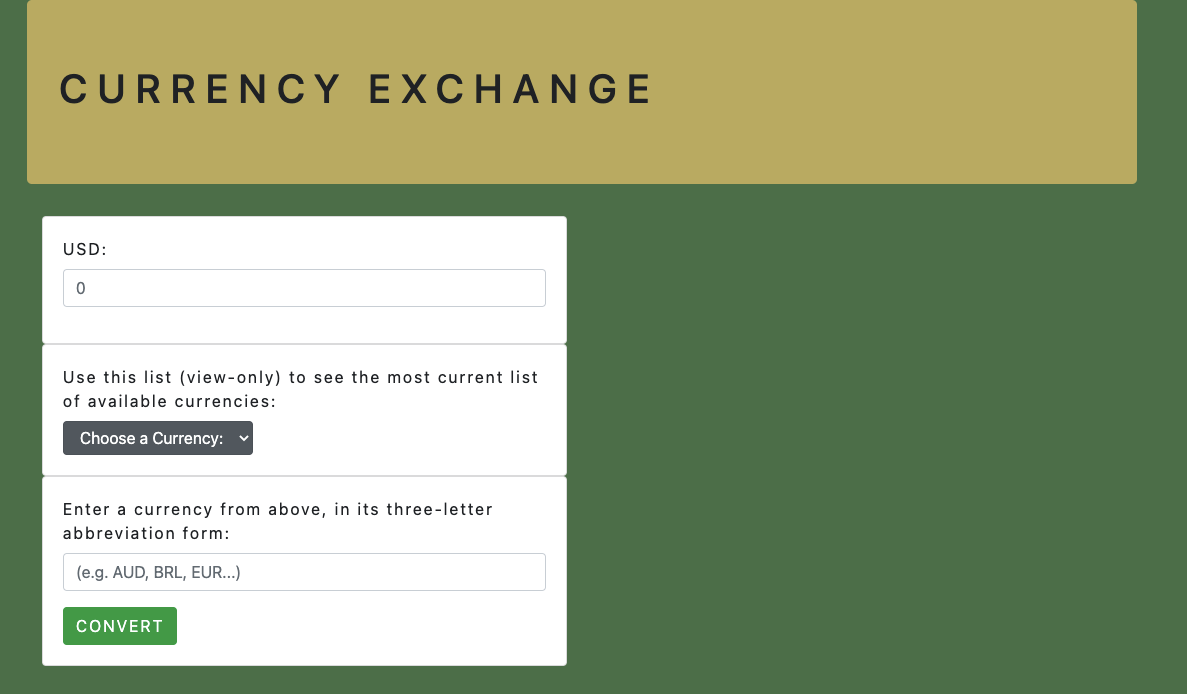 CURRENCY EXCHANGE
USD:
0
Use this list (view-only) to see the most current list
of available currencies:
Choose a Currency:
Enter a currency from above, in its three-letter
abbreviation form:
(e.g. AUD, BRL, EUR...)
CONVERT